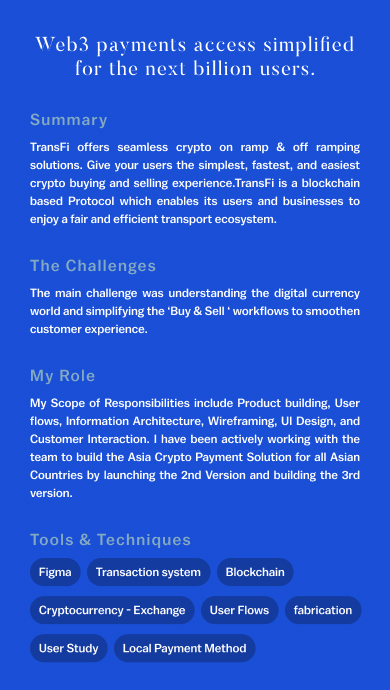 Web3 payments access simplified
for the next billion users.
Summary
TransFi offers seamless crypto on ramp & off ramping
solutions. Give your users the simplest, fastest, and easiest
crypto buying and selling experience.TransFi is a blockchain
based Protocol which enables its users and businesses to
enjoy a fair and efficient transport ecosystem.
The Challenges
The main challenge was understanding the digital currency
world and simplifying the 'Buy & Sell ' workflows to smoothen
customer experience.
My Role
My Scope of Responsibilities include Product building, User
flows, Information Architecture, Wireframing, UI Design, and
Customer Interaction. I have been actively working with the
team to build the Asia Crypto Payment Solution for all Asian
Countries by launching the 2nd Version and building the 3rd
version.
Tools & Techniques
Figma Transaction system Blockchain
Cryptocurrency - Exchange User Flows fabrication
User Study Local Payment Method